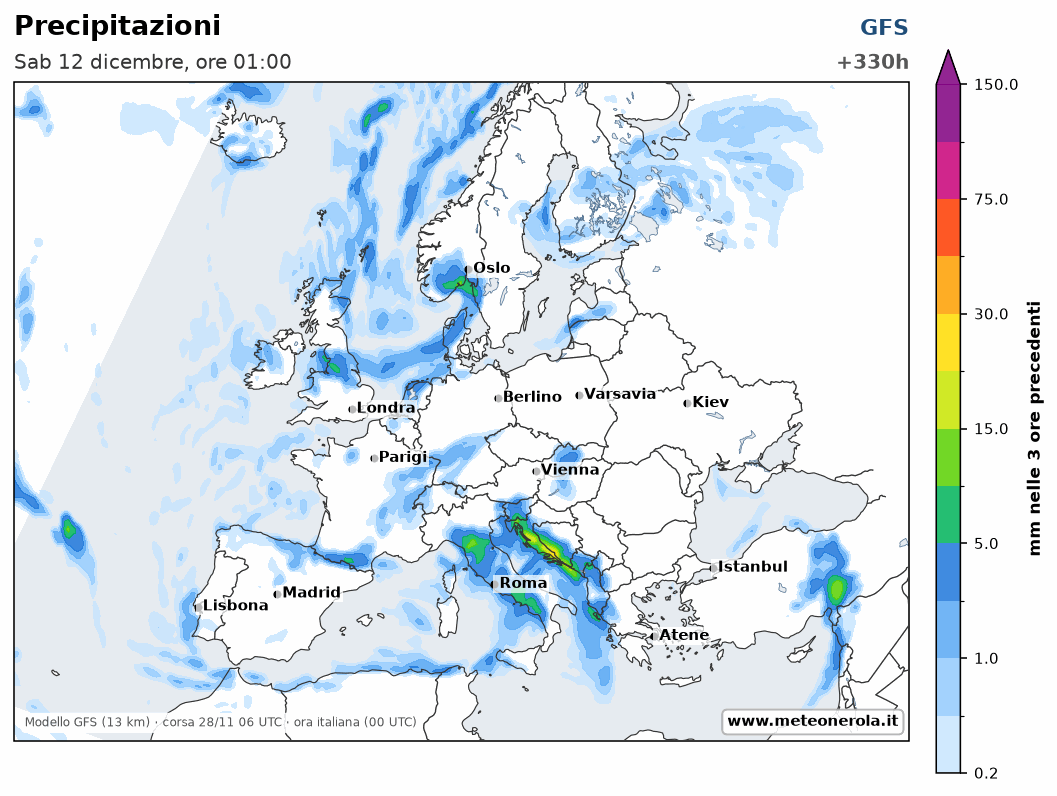 Precipitazioni
GFS
Sab 12 dicembre, ore 01:00
+330h
150.0
75.0
30.0
15.0
5.0
1.0
0.2
mm nelle 3 ore precedenti
Oslo
Berlino
Varsavia
Kiev
Londra
Parigi
Vienna
Istanbul
Roma
Madrid
Lisbona
Atene
Modello GFS (13 km) · corsa 28/11 06 UTC · ora italiana (00 UTC)
www.meteonerola.it